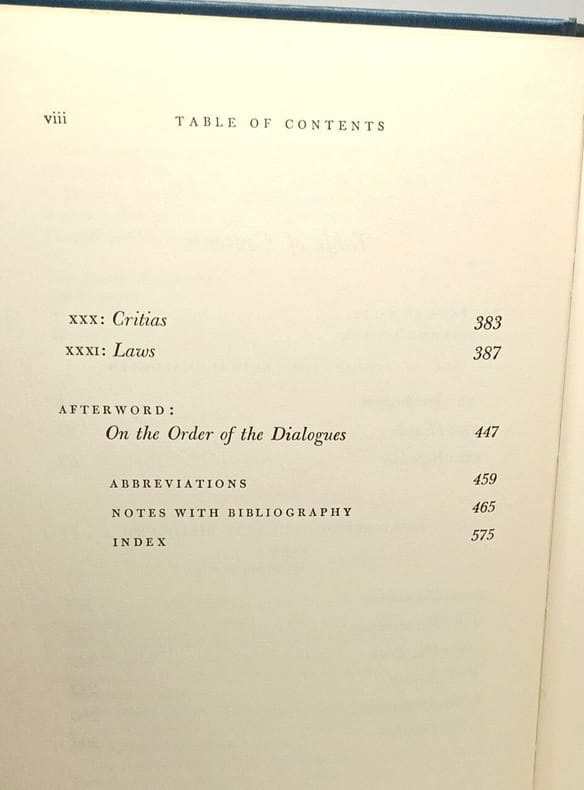 viii TABLE OF CONTENTS
XXX: Critias 383
XXXI: Laws 387
AFTERWORD:
On the Order of the Dialogues 447
ABBREVIATIONS 459
NOTES WITH BIBLIOGRAPHY 465
INDEX 575